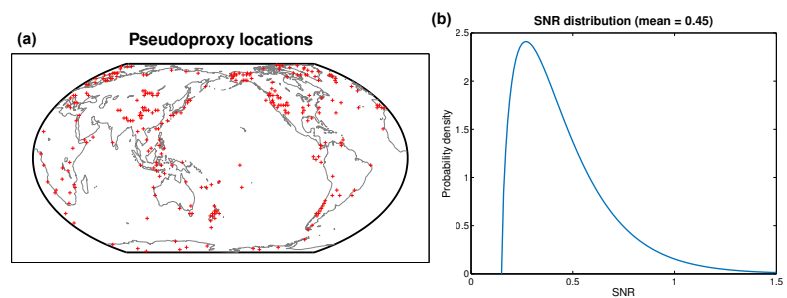 (a)
Pseudoproxy locations
(b)
SNR distribution (mean = 0.45)
Probability density
2.5
2
1.5
1
0.5
0
0
0.5
1
1.5
SNR